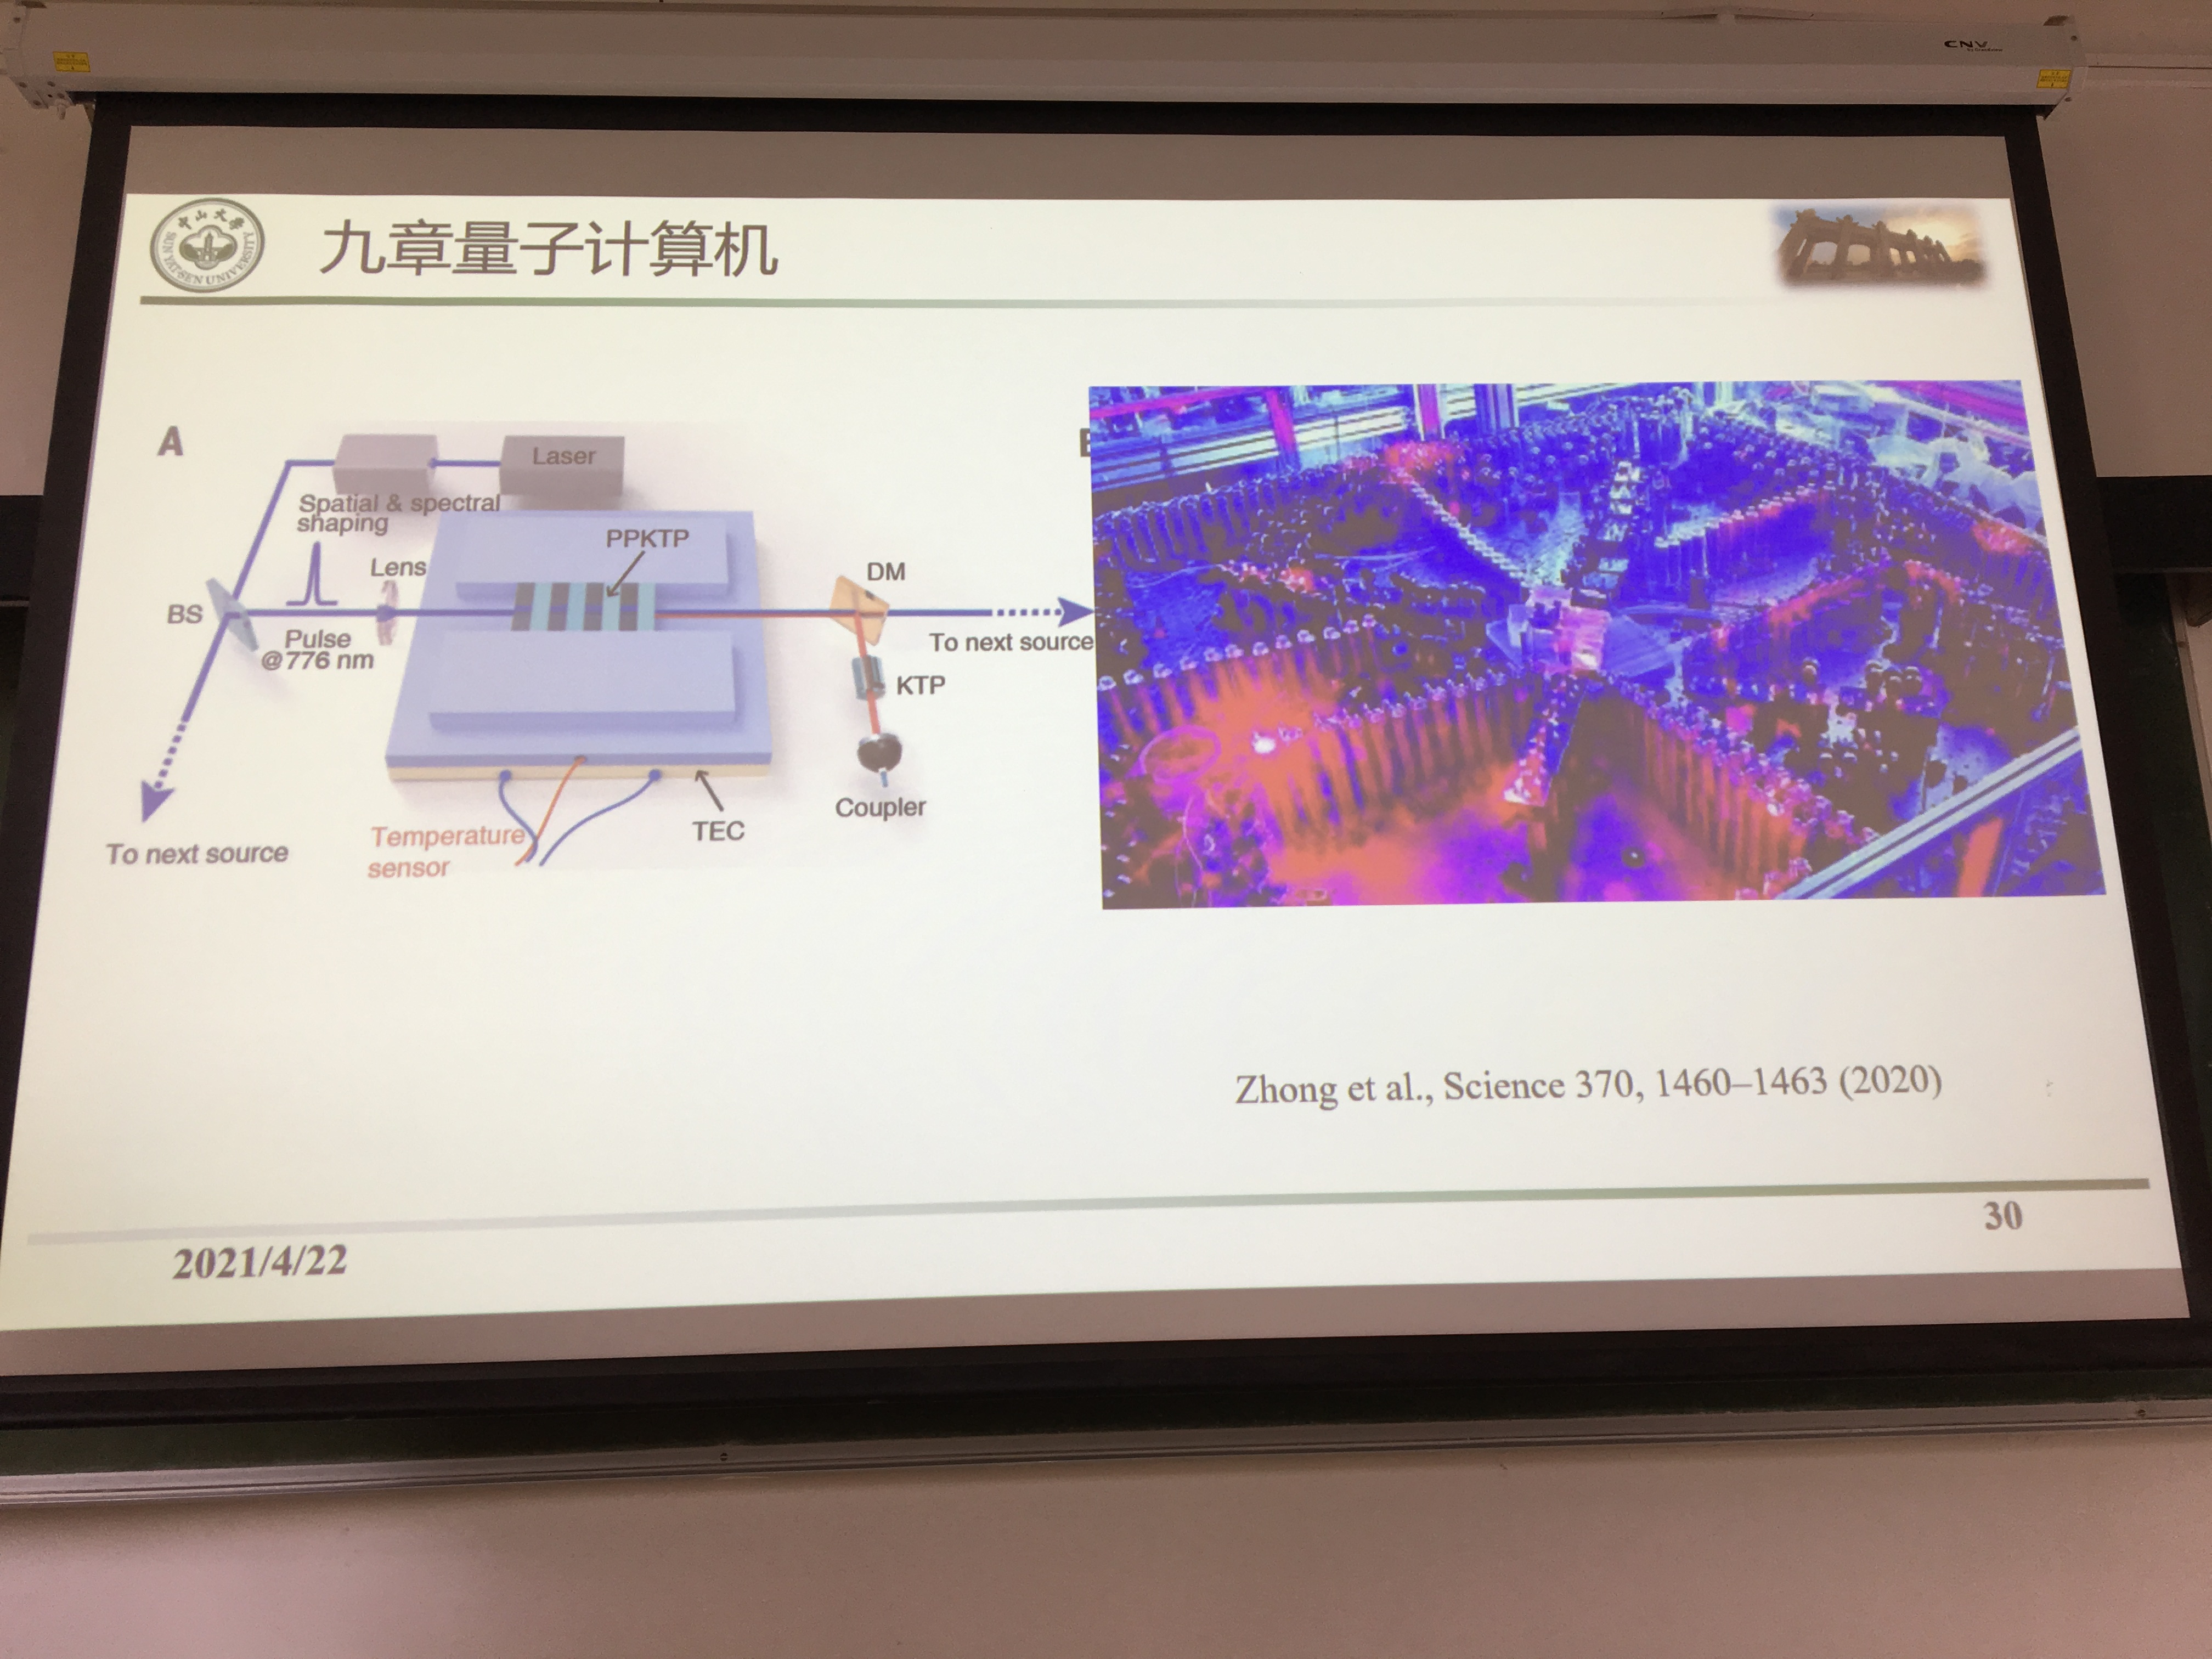 CNV
中山大学
SUN YAT-SEN UNIVERSITY
九章量子计算机
A
Laser
Spatial & spectral
shaping
PPKTP
Lens
DM
BS
Pulse
@776 nm
To next source
KTP
Coupler
TEC
Temperature
sensor
To next source
Zhong et al., Science 370, 1460–1463 (2020)
30
2021/4/22